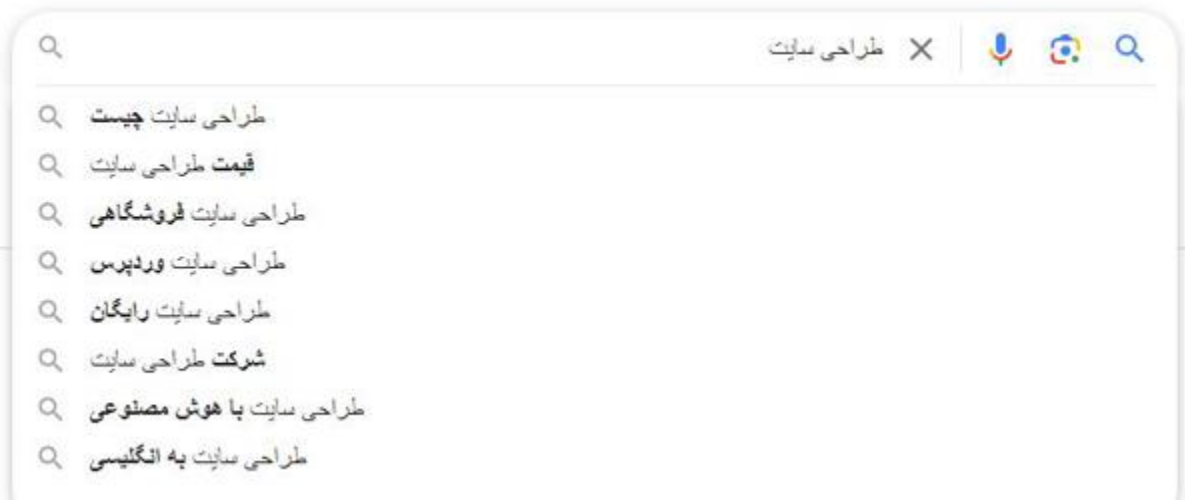 طراحی سایت
طراحی سایت چیست
قیمت طراحی سایت
طراحی سایت فروشگاهی
طراحی سایت وردپرس
طراحی سایت رایگان
شرکت طراحی سایت
طراحی سایت با هوش مصنوعی
طراحی سایت به انگلیسی